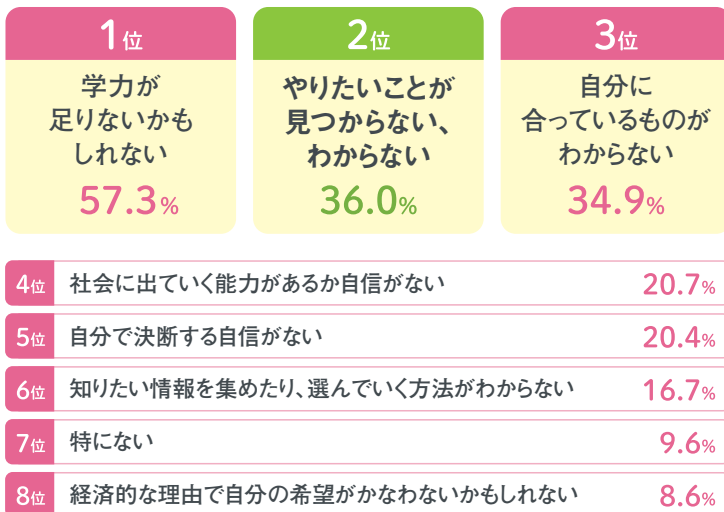 1位
学力が
足りないかも
しれない
57.3%
2位
やりたいことが
見つからない、
わからない
36.0%
3位
自分に
合っているものが
わからない
34.9%
4位 社会に出ていく能力があるか自信がない 20.7%
5位 自分で決断する自信がない 20.4%
6位 知りたい情報を集めたり、選んでいく方法がわからない 16.7%
7位 特にない 9.6%
8位 経済的な理由で自分の希望がかなわないかもしれない 8.6%